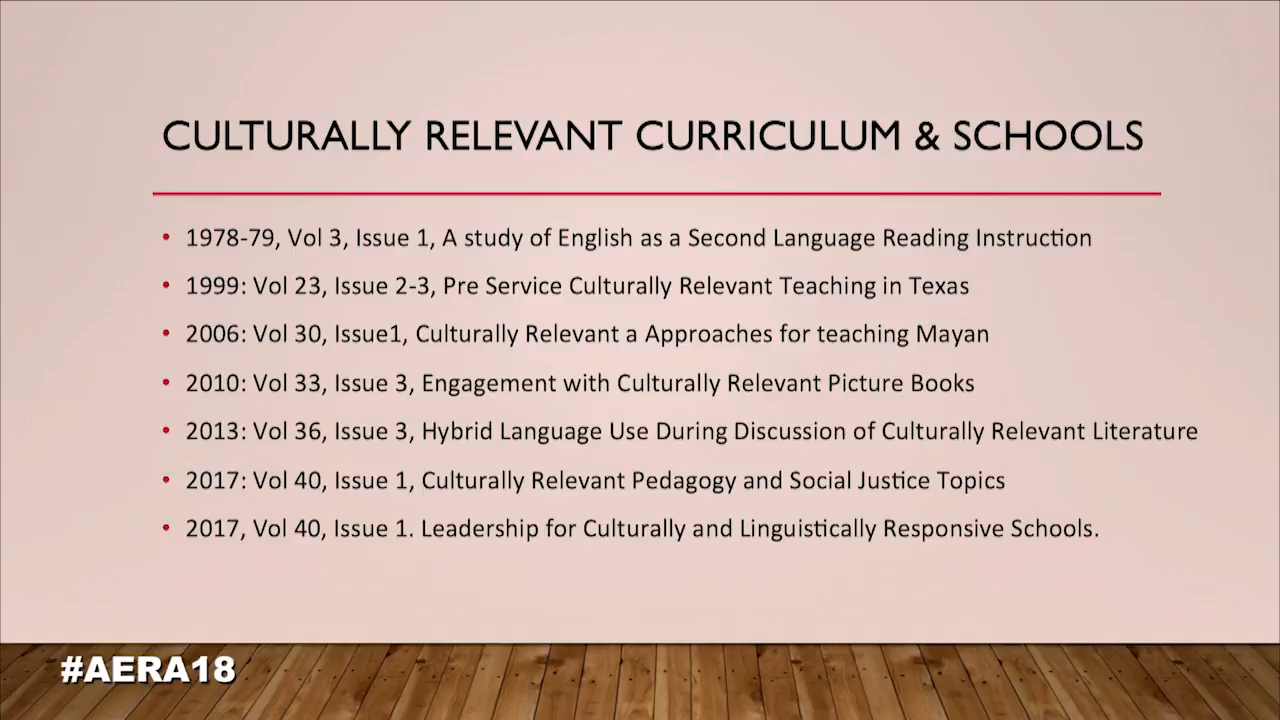 CULTURALLY RELEVANT CURRICULUM & SCHOOLS
• 1978-79, Vol 3, Issue 1, A study of English as a Second Language Reading Instruction
• 1999: Vol 23, Issue 2-3, Pre Service Culturally Relevant Teaching in Texas
• 2006: Vol 30, Issue1, Culturally Relevant a Approaches for teaching Mayan
• 2010: Vol 33, Issue 3, Engagement with Culturally Relevant Picture Books
• 2013: Vol 36, Issue 3, Hybrid Language Use During Discussion of Culturally Relevant Literature
• 2017: Vol 40, Issue 1, Culturally Relevant Pedagogy and Social Justice Topics
• 2017, Vol 40, Issue 1. Leadership for Culturally and Linguistically Responsive Schools.
#AERA18